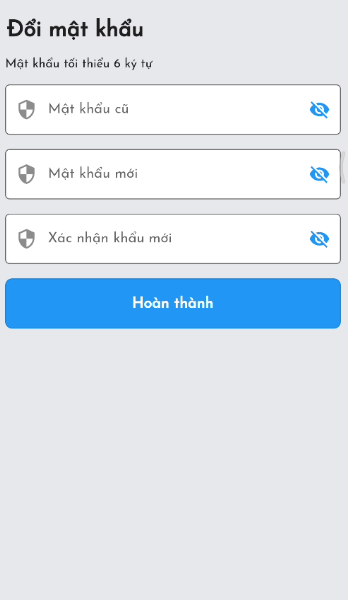 Đổi mật khẩu
Mật khẩu tối thiểu 6 ký tự
Mật khẩu cũ
Mật khẩu mới
Xác nhận khẩu mới
Hoàn thành